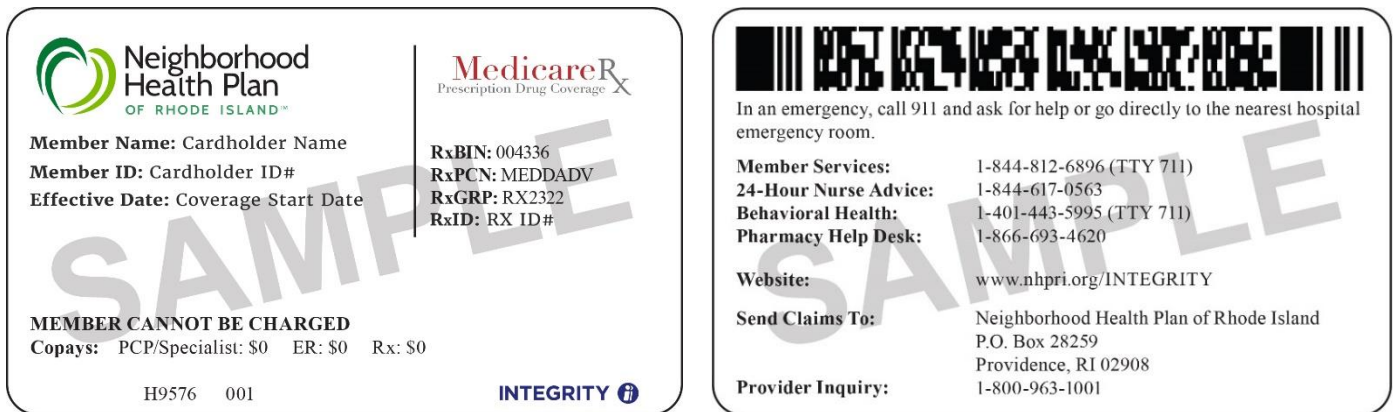 Neighborhood
Health Plan
OF RHODE ISLAND™
Member Name: Cardholder Name
Member ID: Cardholder ID#
Effective Date: Coverage Start Date
MedicareRx
Prescription Drug Coverage
RxBIN: 004336
RxPCN: MEDDADV
RxGRP: RX2322
RxID: RX ID#
SAMPLE
MEMBER CANNOT BE CHARGED
Copays: PCP/Specialist: $0 ER: $0 Rx: $0
H9576 001
INTEGRITY
In an emergency, call 911 and ask for help or go directly to the nearest hospital
emergency room.
Member Services: 1-844-812-6896 (TTY 711)
24-Hour Nurse Advice: 1-844-617-0563
Behavioral Health: 1-401-443-5995 (TTY 711)
Pharmacy Help Desk: 1-866-693-4620
SAMPLE
Website: www.nhpri.org/INTEGRITY
Send Claims To: Neighborhood Health Plan of Rhode Island
P.O. Box 28259
Providence, RI 02908
Provider Inquiry: 1-800-963-1001